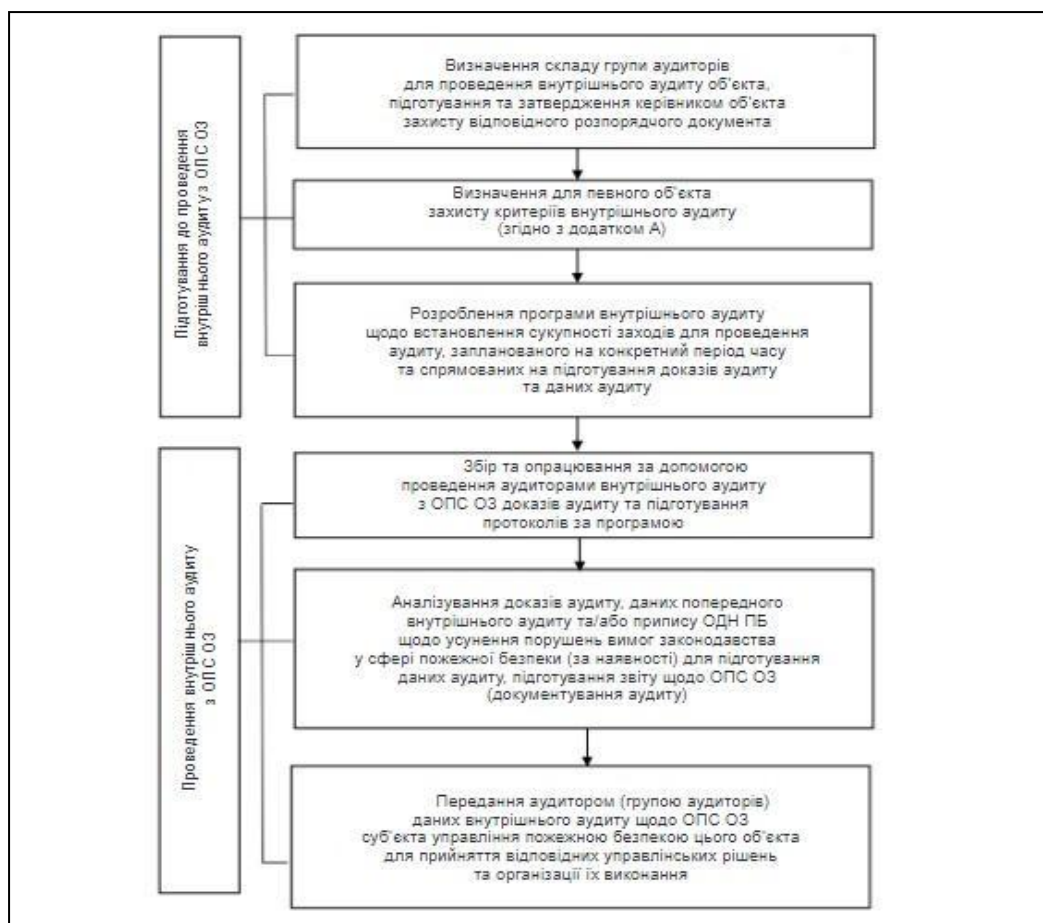 Підготування до проведення
внутрішнього аудиту з ОПС ОЗ
Визначення складу групи аудиторів
для проведення внутрішнього аудиту об'єкта,
підготування та затвердження керівником об'єкта
захисту відповідного розпорядчого документа
Визначення для певного об'єкта
захисту критеріїв внутрішнього аудиту
(згідно з додатком А)
Розроблення програми внутрішнього аудиту
щодо встановлення сукупності заходів для проведення
аудиту, запланованого на конкретний період часу
та спрямованих на підготування доказів аудиту
та даних аудиту
Проведення внутрішнього аудиту
з ОПС ОЗ
Збір та опрацювання за допомогою
проведення аудиторами внутрішнього аудиту
з ОПС ОЗ доказів аудиту та підготування
протоколів за програмою
Аналізування доказів аудиту, даних попередного
внутрішнього аудиту та/або припису ОДН ПБ
щодо усунення порушень вимог законодавства
у сфері пожежної безпеки (за наявності) для підготування
даних аудиту, підготування звіту щодо ОПС ОЗ
(документування аудиту)
Передання аудитором (групою аудиторів)
даних внутрішнього аудиту щодо ОПС ОЗ
суб'єкта управління пожежною безпекою цього об'єкта
для прийняття відповідних управлінських рішень
та організації їх виконання